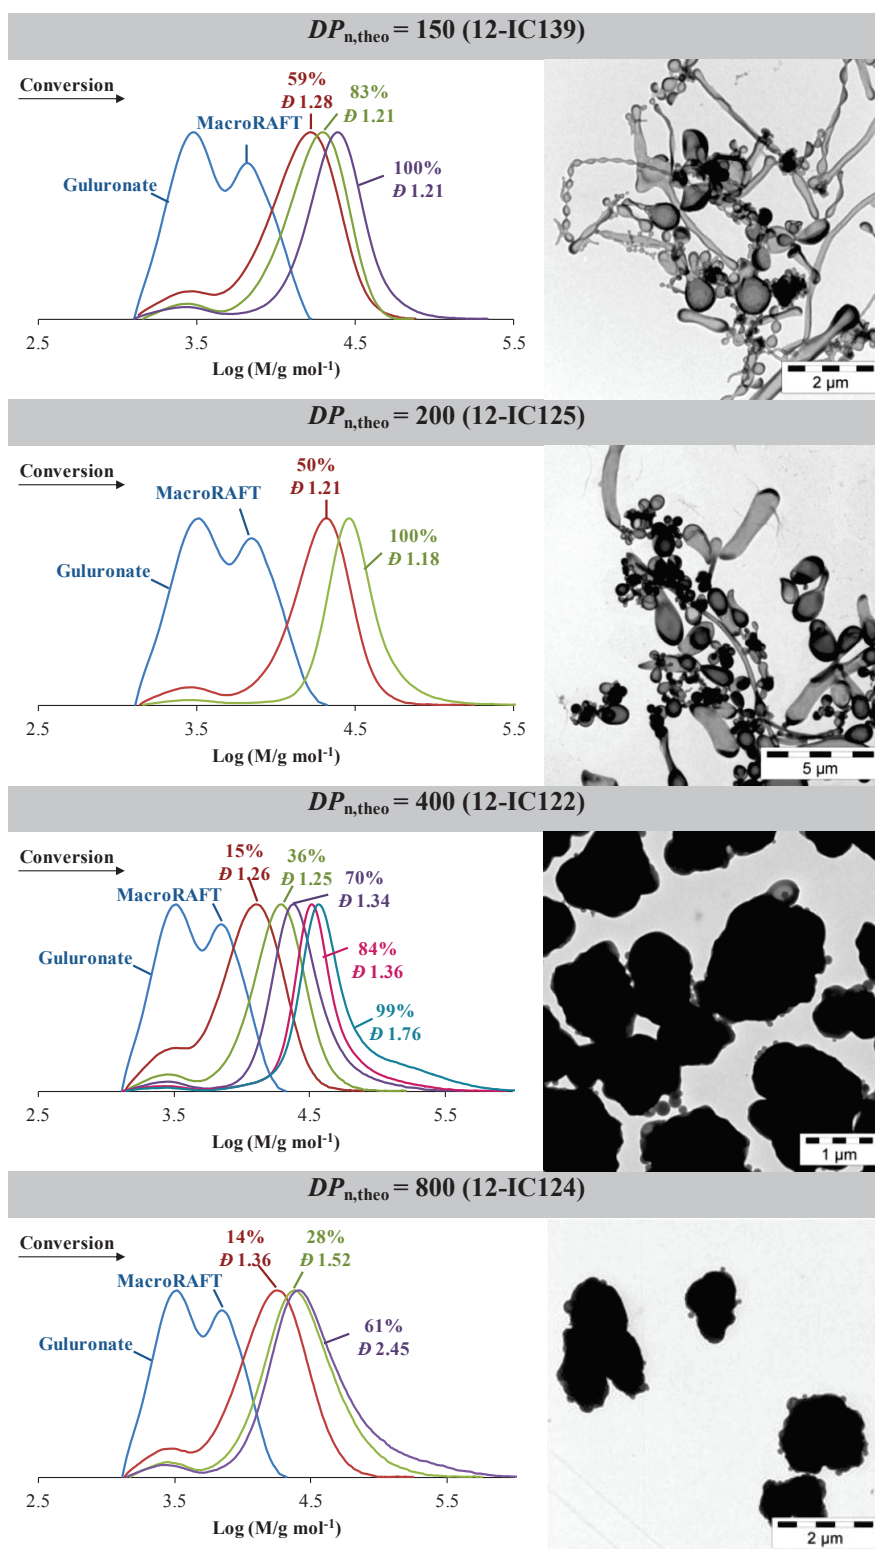 DPn,theo = 150 (12-IC139)
Conversion
59%
Đ 1.28
83%
Đ 1.21
MacroRAFT
100%
Đ 1.21
Guluronate
2.5 3.5 4.5 5.5
Log (M/g mol-1)
2 µm
DPn,theo = 200 (12-IC125)
Conversion
50%
Đ 1.21
MacroRAFT
100%
Đ 1.18
Guluronate
2.5 3.5 4.5 5.5
Log (M/g mol-1)
5 µm
DPn,theo = 400 (12-IC122)
Conversion
15%
Đ 1.26
36%
Đ 1.25
70%
Đ 1.34
MacroRAFT
84%
Đ 1.36
Guluronate
99%
Đ 1.76
2.5 3.5 4.5 5.5
Log (M/g mol-1)
1 µm
DPn,theo = 800 (12-IC124)
Conversion
14%
Đ 1.36
28%
Đ 1.52
MacroRAFT
61%
Đ 2.45
Guluronate
2.5 3.5 4.5 5.5
Log (M/g mol-1)
2 µm